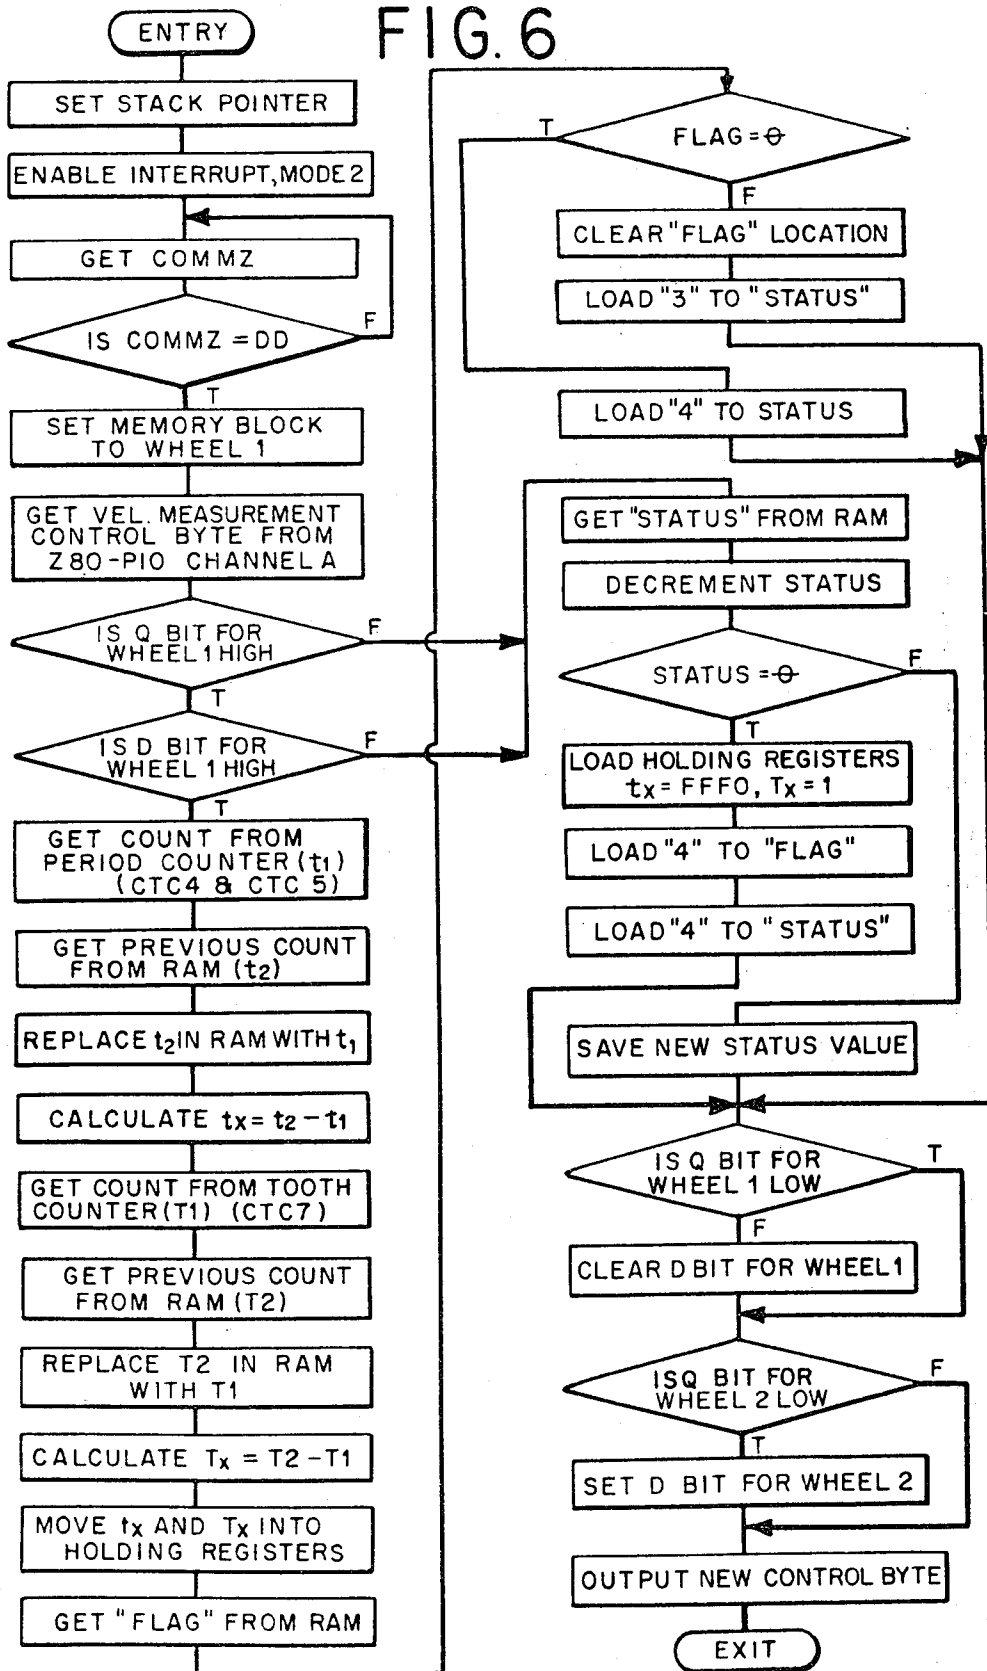 FIG. 6
ENTRY
SET STACK POINTER
ENABLE INTERRUPT, MODE 2
GET COMMZ
IS COMMZ = DD
F
T
SET MEMORY BLOCK
TO WHEEL 1
GET VEL. MEASUREMENT
CONTROL BYTE FROM
Z80-PIO CHANNEL A
IS Q BIT FOR
WHEEL 1 HIGH
F
T
IS D BIT FOR
WHEEL 1 HIGH
F
T
GET COUNT FROM
PERIOD COUNTER (t1)
(CTC4 & CTC 5)
GET PREVIOUS COUNT
FROM RAM (t2)
REPLACE t2 IN RAM WITH t1
CALCULATE tx = t2 - t1
GET COUNT FROM TOOTH
COUNTER (T1) (CTC7)
GET PREVIOUS COUNT
FROM RAM (T2)
REPLACE T2 IN RAM
WITH T1
CALCULATE Tx = T2 - T1
MOVE tx AND Tx INTO
HOLDING REGISTERS
GET "FLAG" FROM RAM
T
FLAG = 0
F
CLEAR "FLAG" LOCATION
LOAD "3" TO "STATUS"
LOAD "4" TO STATUS
GET "STATUS" FROM RAM
DECREMENT STATUS
STATUS = 0
F
T
LOAD HOLDING REGISTERS
tx = FFFO, Tx = 1
LOAD "4" TO "FLAG"
LOAD "4" TO "STATUS"
SAVE NEW STATUS VALUE
IS Q BIT FOR
WHEEL 1 LOW
T
F
CLEAR D BIT FOR WHEEL 1
IS Q BIT FOR
WHEEL 2 LOW
F
T
SET D BIT FOR WHEEL 2
OUTPUT NEW CONTROL BYTE
EXIT